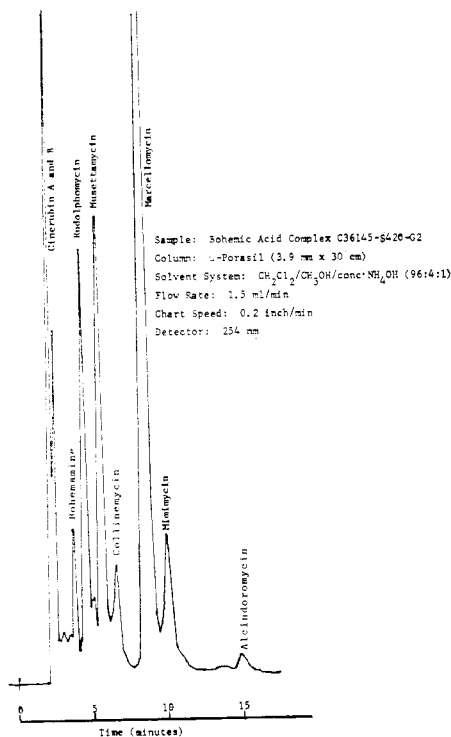 Cinerubin A and B
Rudolphomycin
Musettamycin
Marcellomycin
Sample: Bohemic Acid Complex C36145-S426-G2
Column: μ-Porasil (3.9 mm x 30 cm)
Solvent System: CH2Cl2/CH3OH/conc·NH4OH (96:4:1)
Flow Rate: 1.5 ml/min
Chart Speed: 0.2 inch/min
Detector: 254 nm
Bohemamine
Collinemycin
Mimimycin
Alcindoromycin
0 5 10 15
Time (minutes)